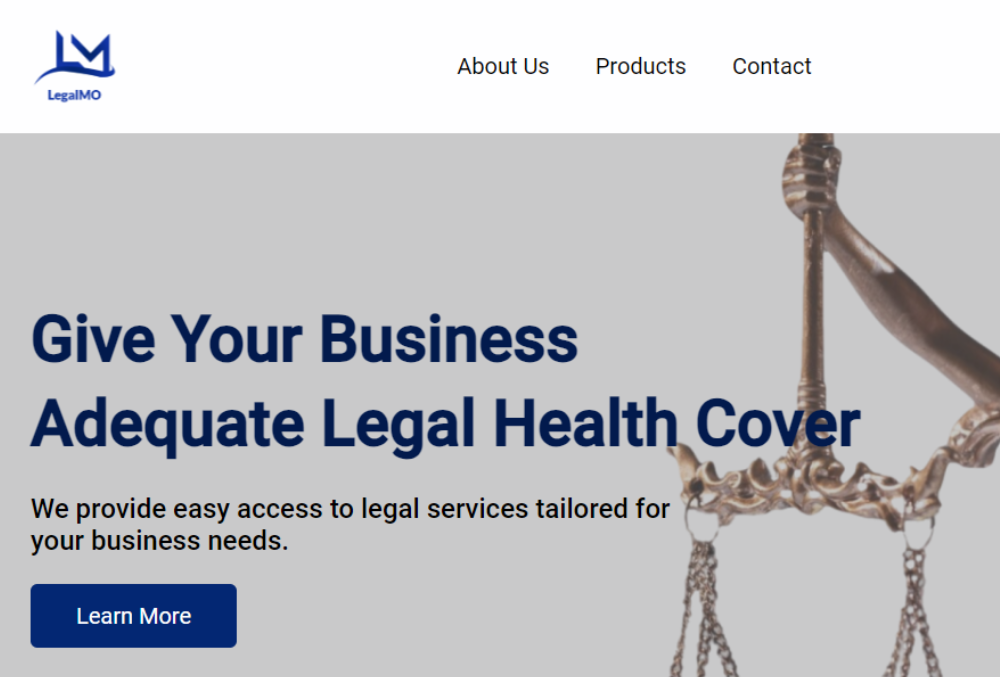 LM
LegalMO
About Us Products Contact
Give Your Business
Adequate Legal Health Cover
We provide easy access to legal services tailored for
your business needs.
Learn More